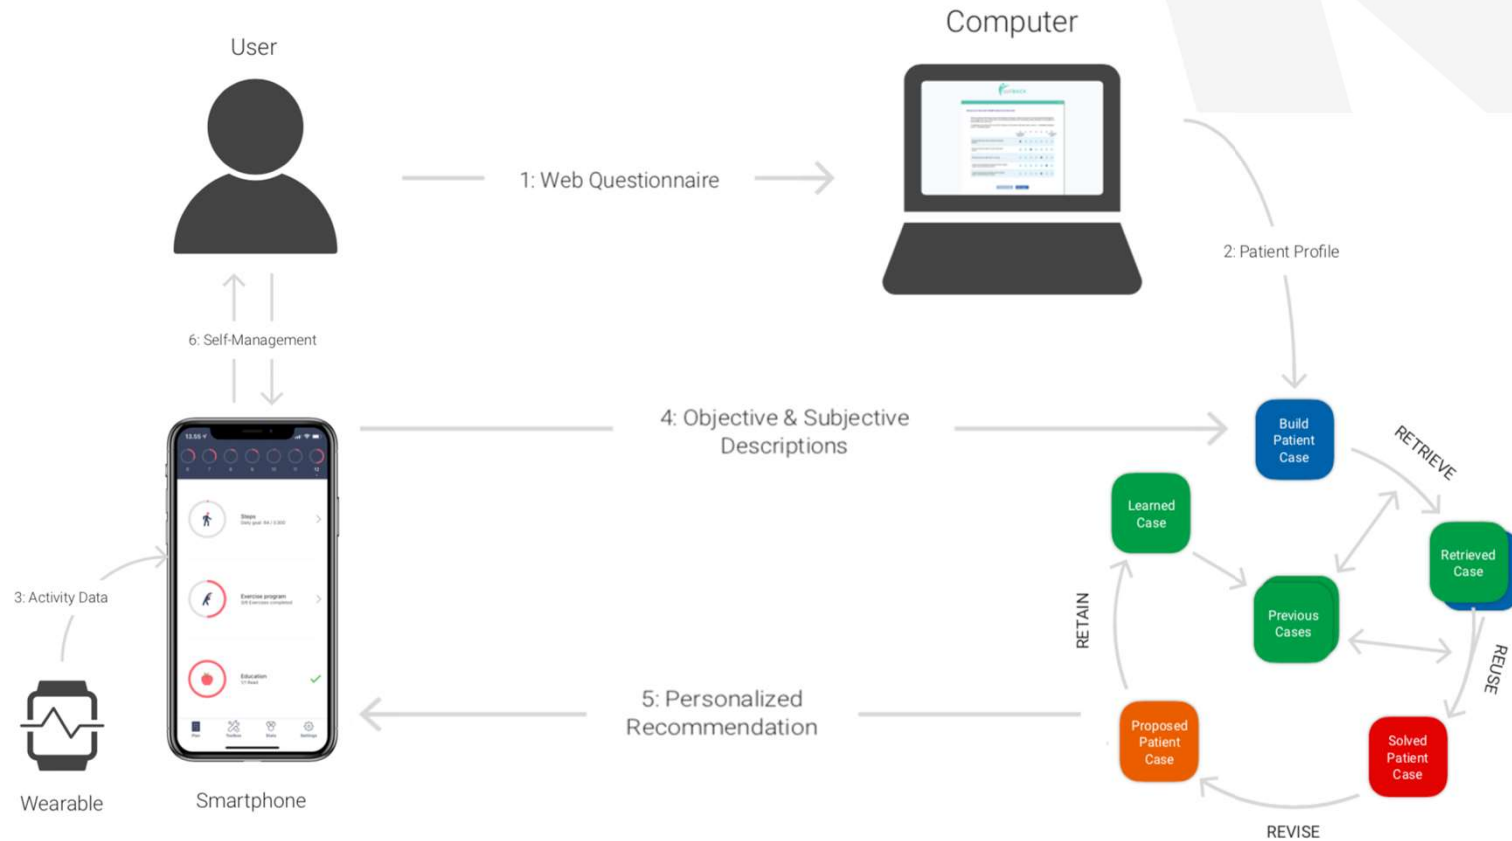 User
Computer
1: Web Questionnaire
2: Patient Profile
6: Self-Management
13.55
4: Objective & Subjective
Descriptions
Build
Patient
Case
RETRIEVE
Learned
Case
Retrieved
Case
Steps
Exercise program
3: Activity Data
Previous
Cases
RETAIN
REUSE
Education
5: Personalized
Recommendation
Proposed
Patient
Case
Solved
Patient
Case
Wearable
Smartphone
REVISE